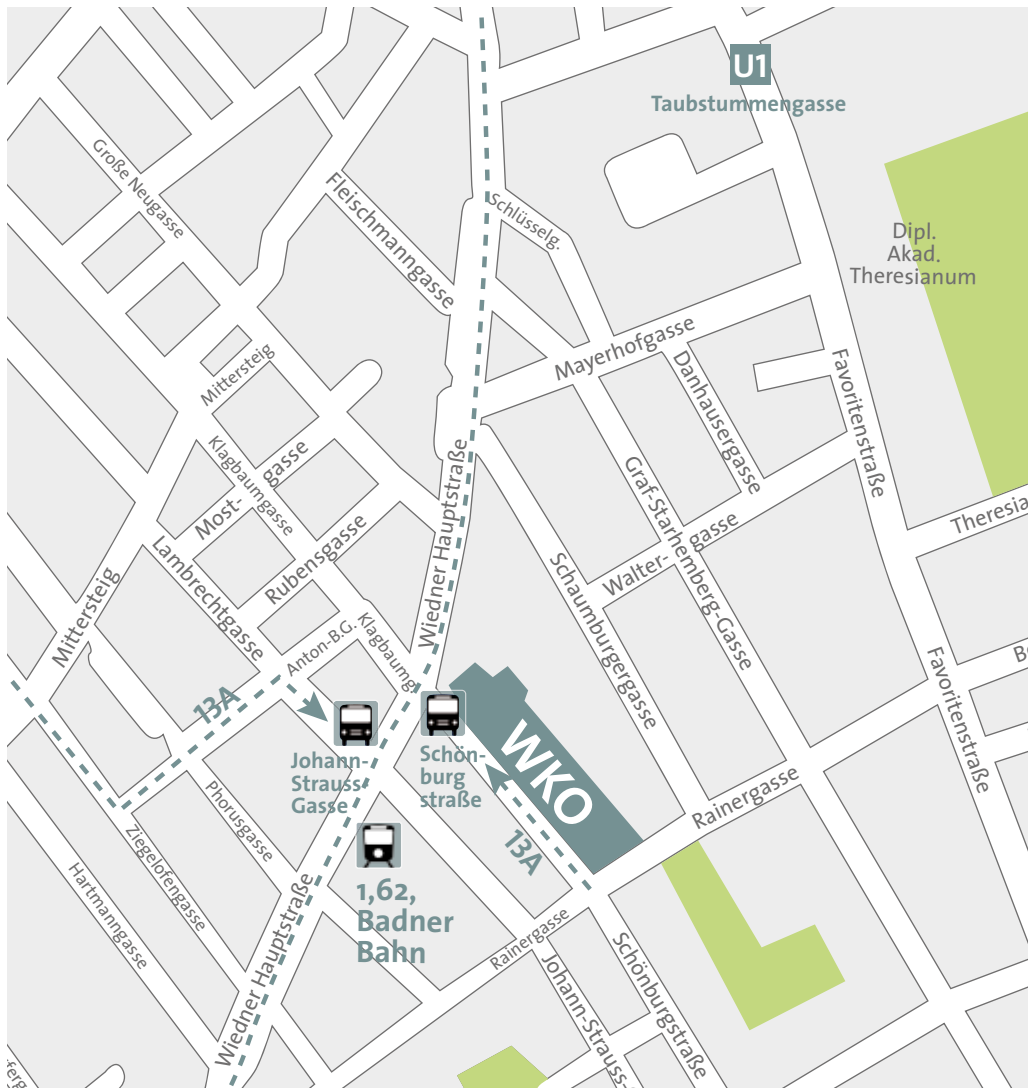 U1
Taubstummengasse
Große Neugasse
Fleischmanngasse
Schlüsselg.
Dipl.
Akad.
Theresianum
Mayerhofgasse
Mittersteig
Danhausergasse
Favoritenstraße
Klagbaumgasse
Most-
gasse
Wiedner Hauptstraße
Graf-Starhemberg-Gasse
Theresia
Lambrechtgasse
Rubensgasse
Walter-
gasse
Schaumburgergasse
Mittersteig
Anton-B.G.
Klagbaumg.
Favoritenstraße
13A
Johann-
Strauss-
Gasse
Schön-
burg
straße
WKO
Rainergasse
13A
Phorusgasse
Ziegelofengasse
Hartmanngasse
1,62,
Badner
Bahn
Wiedner Hauptstraße
Rainergasse
Schönburgstraße
Johann-Strauss-